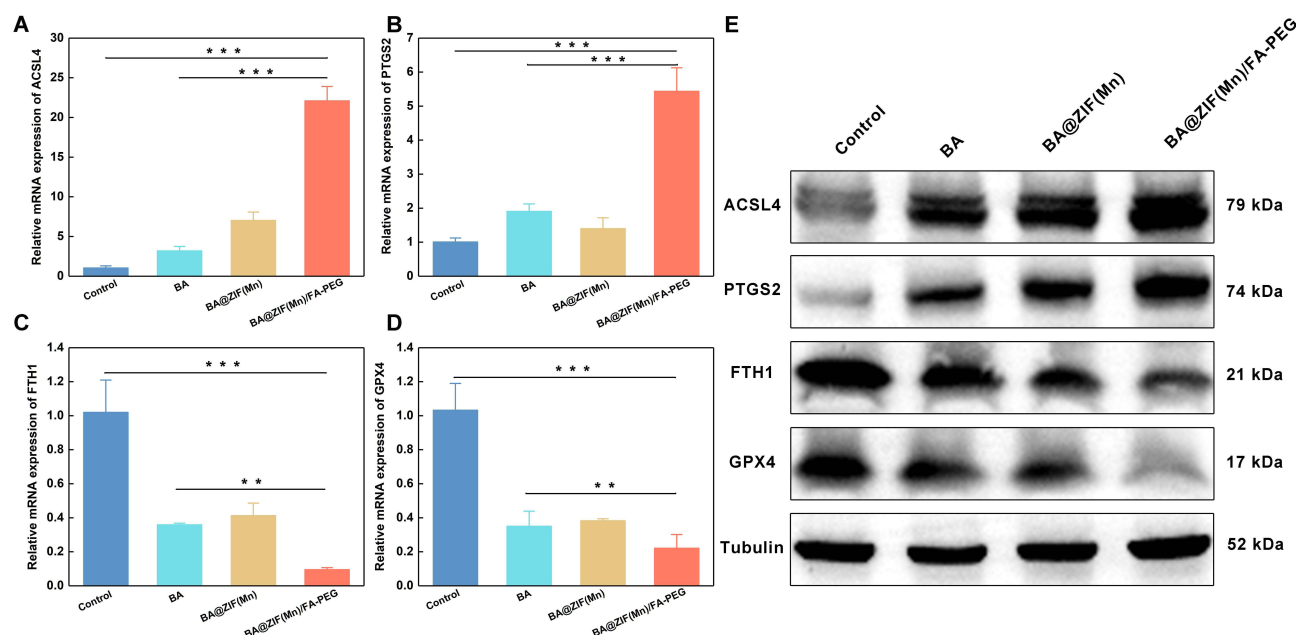 A
Relative mRNA expression of ACSL4
30
25
20
15
10
5
0
* * *
* * *
Control
BA
BA@ZIF(Mn)
BA@ZIF(Mn)/FA-PEG
B
Relative mRNA expression of PTGS2
7
6
5
4
3
2
1
0
* * *
* * *
Control
BA
BA@ZIF(Mn)
BA@ZIF(Mn)/FA-PEG
C
Relative mRNA expression of FTH1
1.4
1.2
1.0
0.8
0.6
0.4
0.2
0.0
* * *
* *
Control
BA
BA@ZIF(Mn)
BA@ZIF(Mn)/FA-PEG
D
Relative mRNA expression of GPX4
1.4
1.2
1.0
0.8
0.6
0.4
0.2
0.0
* * *
* *
Control
BA
BA@ZIF(Mn)
BA@ZIF(Mn)/FA-PEG
E
Control
BA
BA@ZIF(Mn)
BA@ZIF(Mn)/FA-PEG
ACSL4 79 kDa
PTGS2 74 kDa
FTH1 21 kDa
GPX4 17 kDa
Tubulin 52 kDa